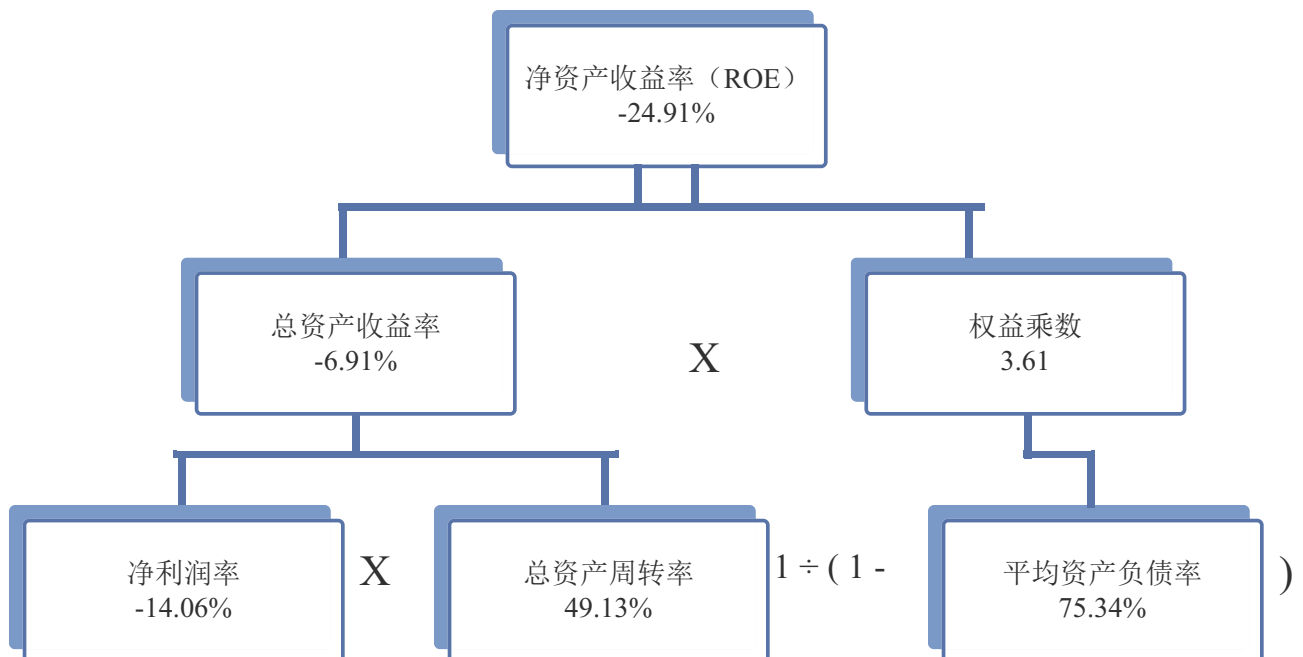 净资产收益率（ROE）
-24.91%
总资产收益率
-6.91%
X
权益乘数
3.61
净利润率
-14.06%
X
总资产周转率
49.13%
1 ÷ ( 1 -
平均资产负债率
75.34%
)